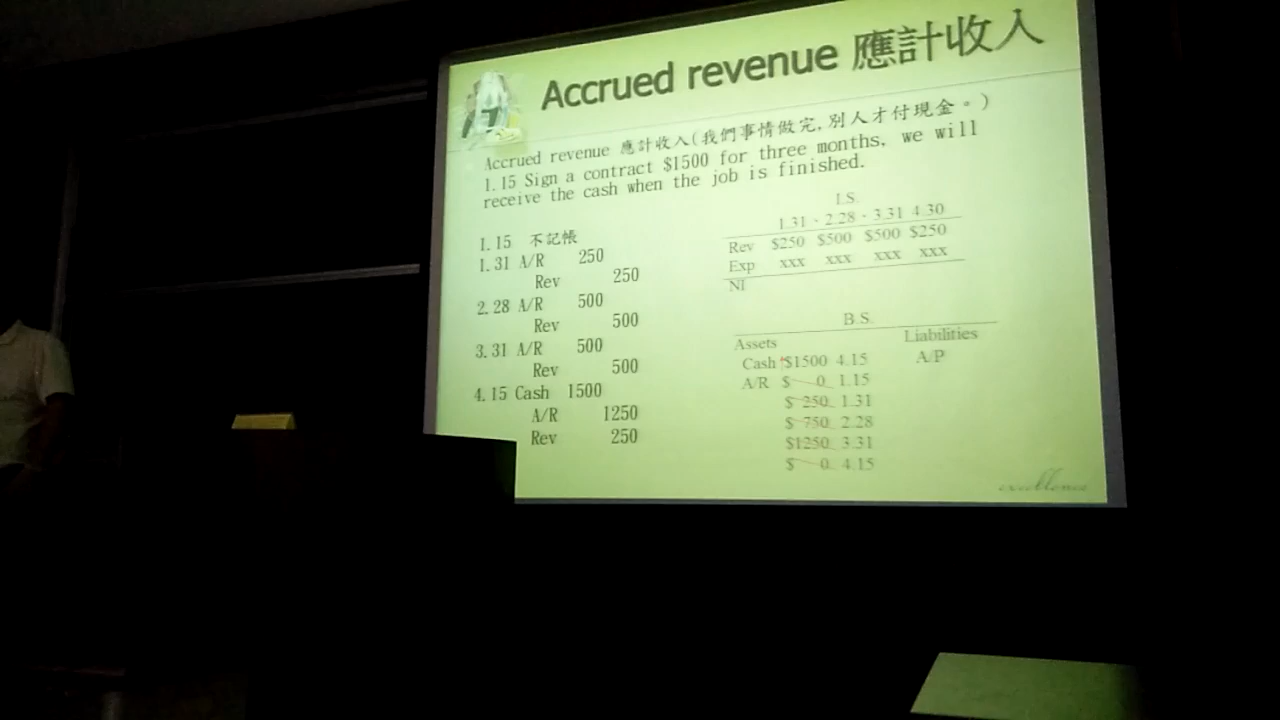 Accrued revenue 應計收入
Accrued revenue 應計收入(我們事情做完,別人才付現金。)
1.15 Sign a contract $1500 for three months, we will
receive the cash when the job is finished.
1.15 不記帳
1.31 A/R 250
Rev 250
2.28 A/R 500
Rev 500
3.31 A/R 500
Rev 500
4.15 Cash 1500
A/R 1250
Rev 250
I.S.
1.31 - 2.28 - 3.31 4.30
Rev $250 $500 $500 $250
Exp xxx xxx xxx xxx
NI
B.S.
Assets Liabilities
Cash $1500 4.15 A/P
A/R $ 0 1.15
$ 250 1.31
$ 750 2.28
$1250 3.31
$ 0 4.15
excellence